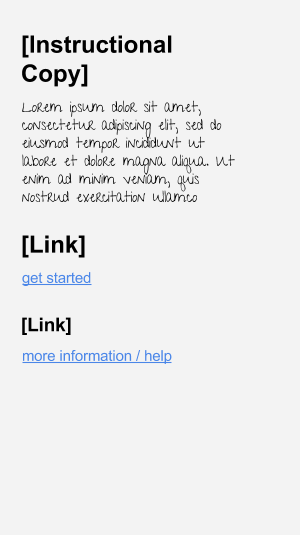 [Instructional
Copy]
Lorem ipsum dolor sit amet,
consectetur adipiscing elit, sed do
eiusmod tempor incididunt ut
labore et dolore magna aliqua. Ut
enim ad minim veniam, quis
nostrud exercitation ullamco
[Link]
get started
[Link]
more information / help